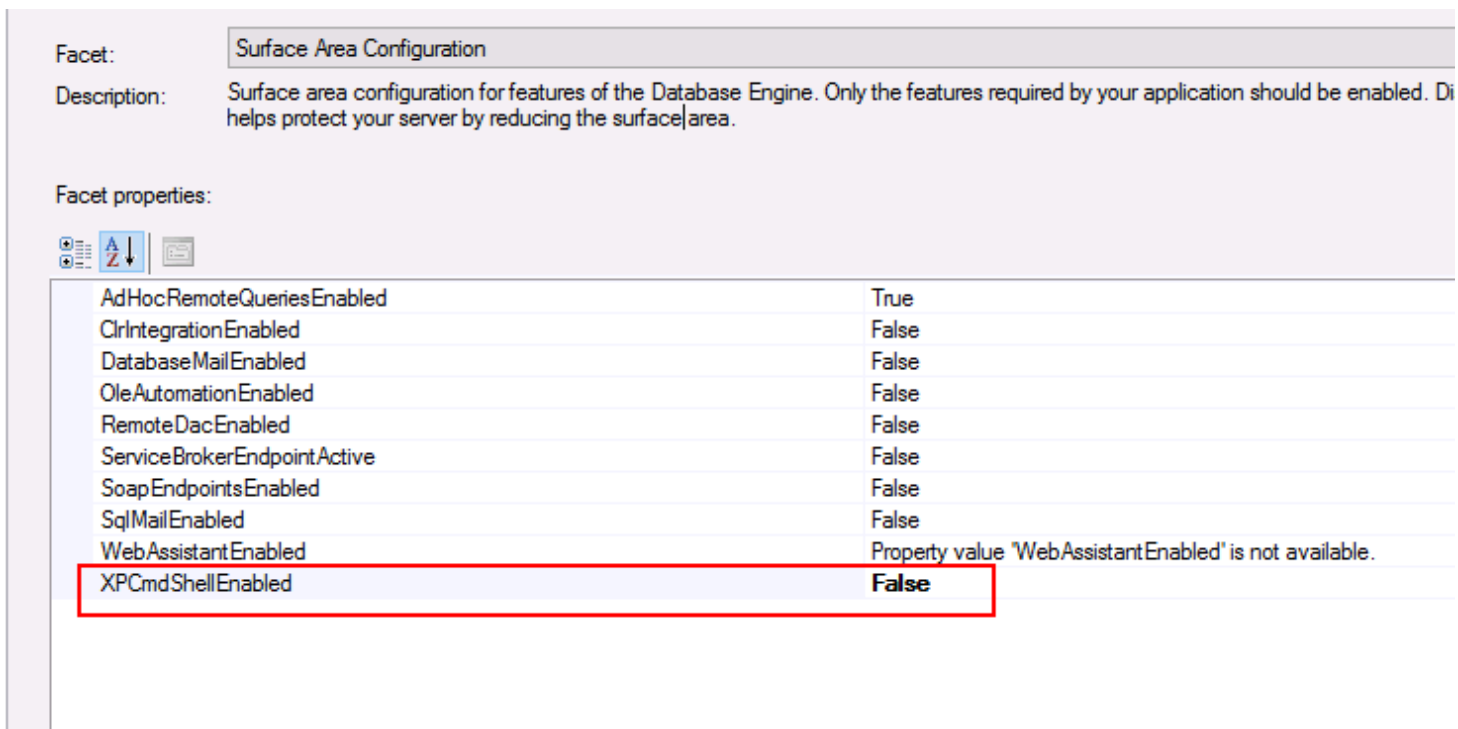 Facet: Surface Area Configuration
Description: Surface area configuration for features of the Database Engine. Only the features required by your application should be enabled. Di
helps protect your server by reducing the surface area.
Facet properties:
AdHocRemoteQueriesEnabled True
ClrIntegrationEnabled False
DatabaseMailEnabled False
OleAutomationEnabled False
RemoteDacEnabled False
ServiceBrokerEndpointActive False
SoapEndpointsEnabled False
SqlMailEnabled False
WebAssistantEnabled Property value 'WebAssistantEnabled' is not available.
XPCmdShellEnabled False